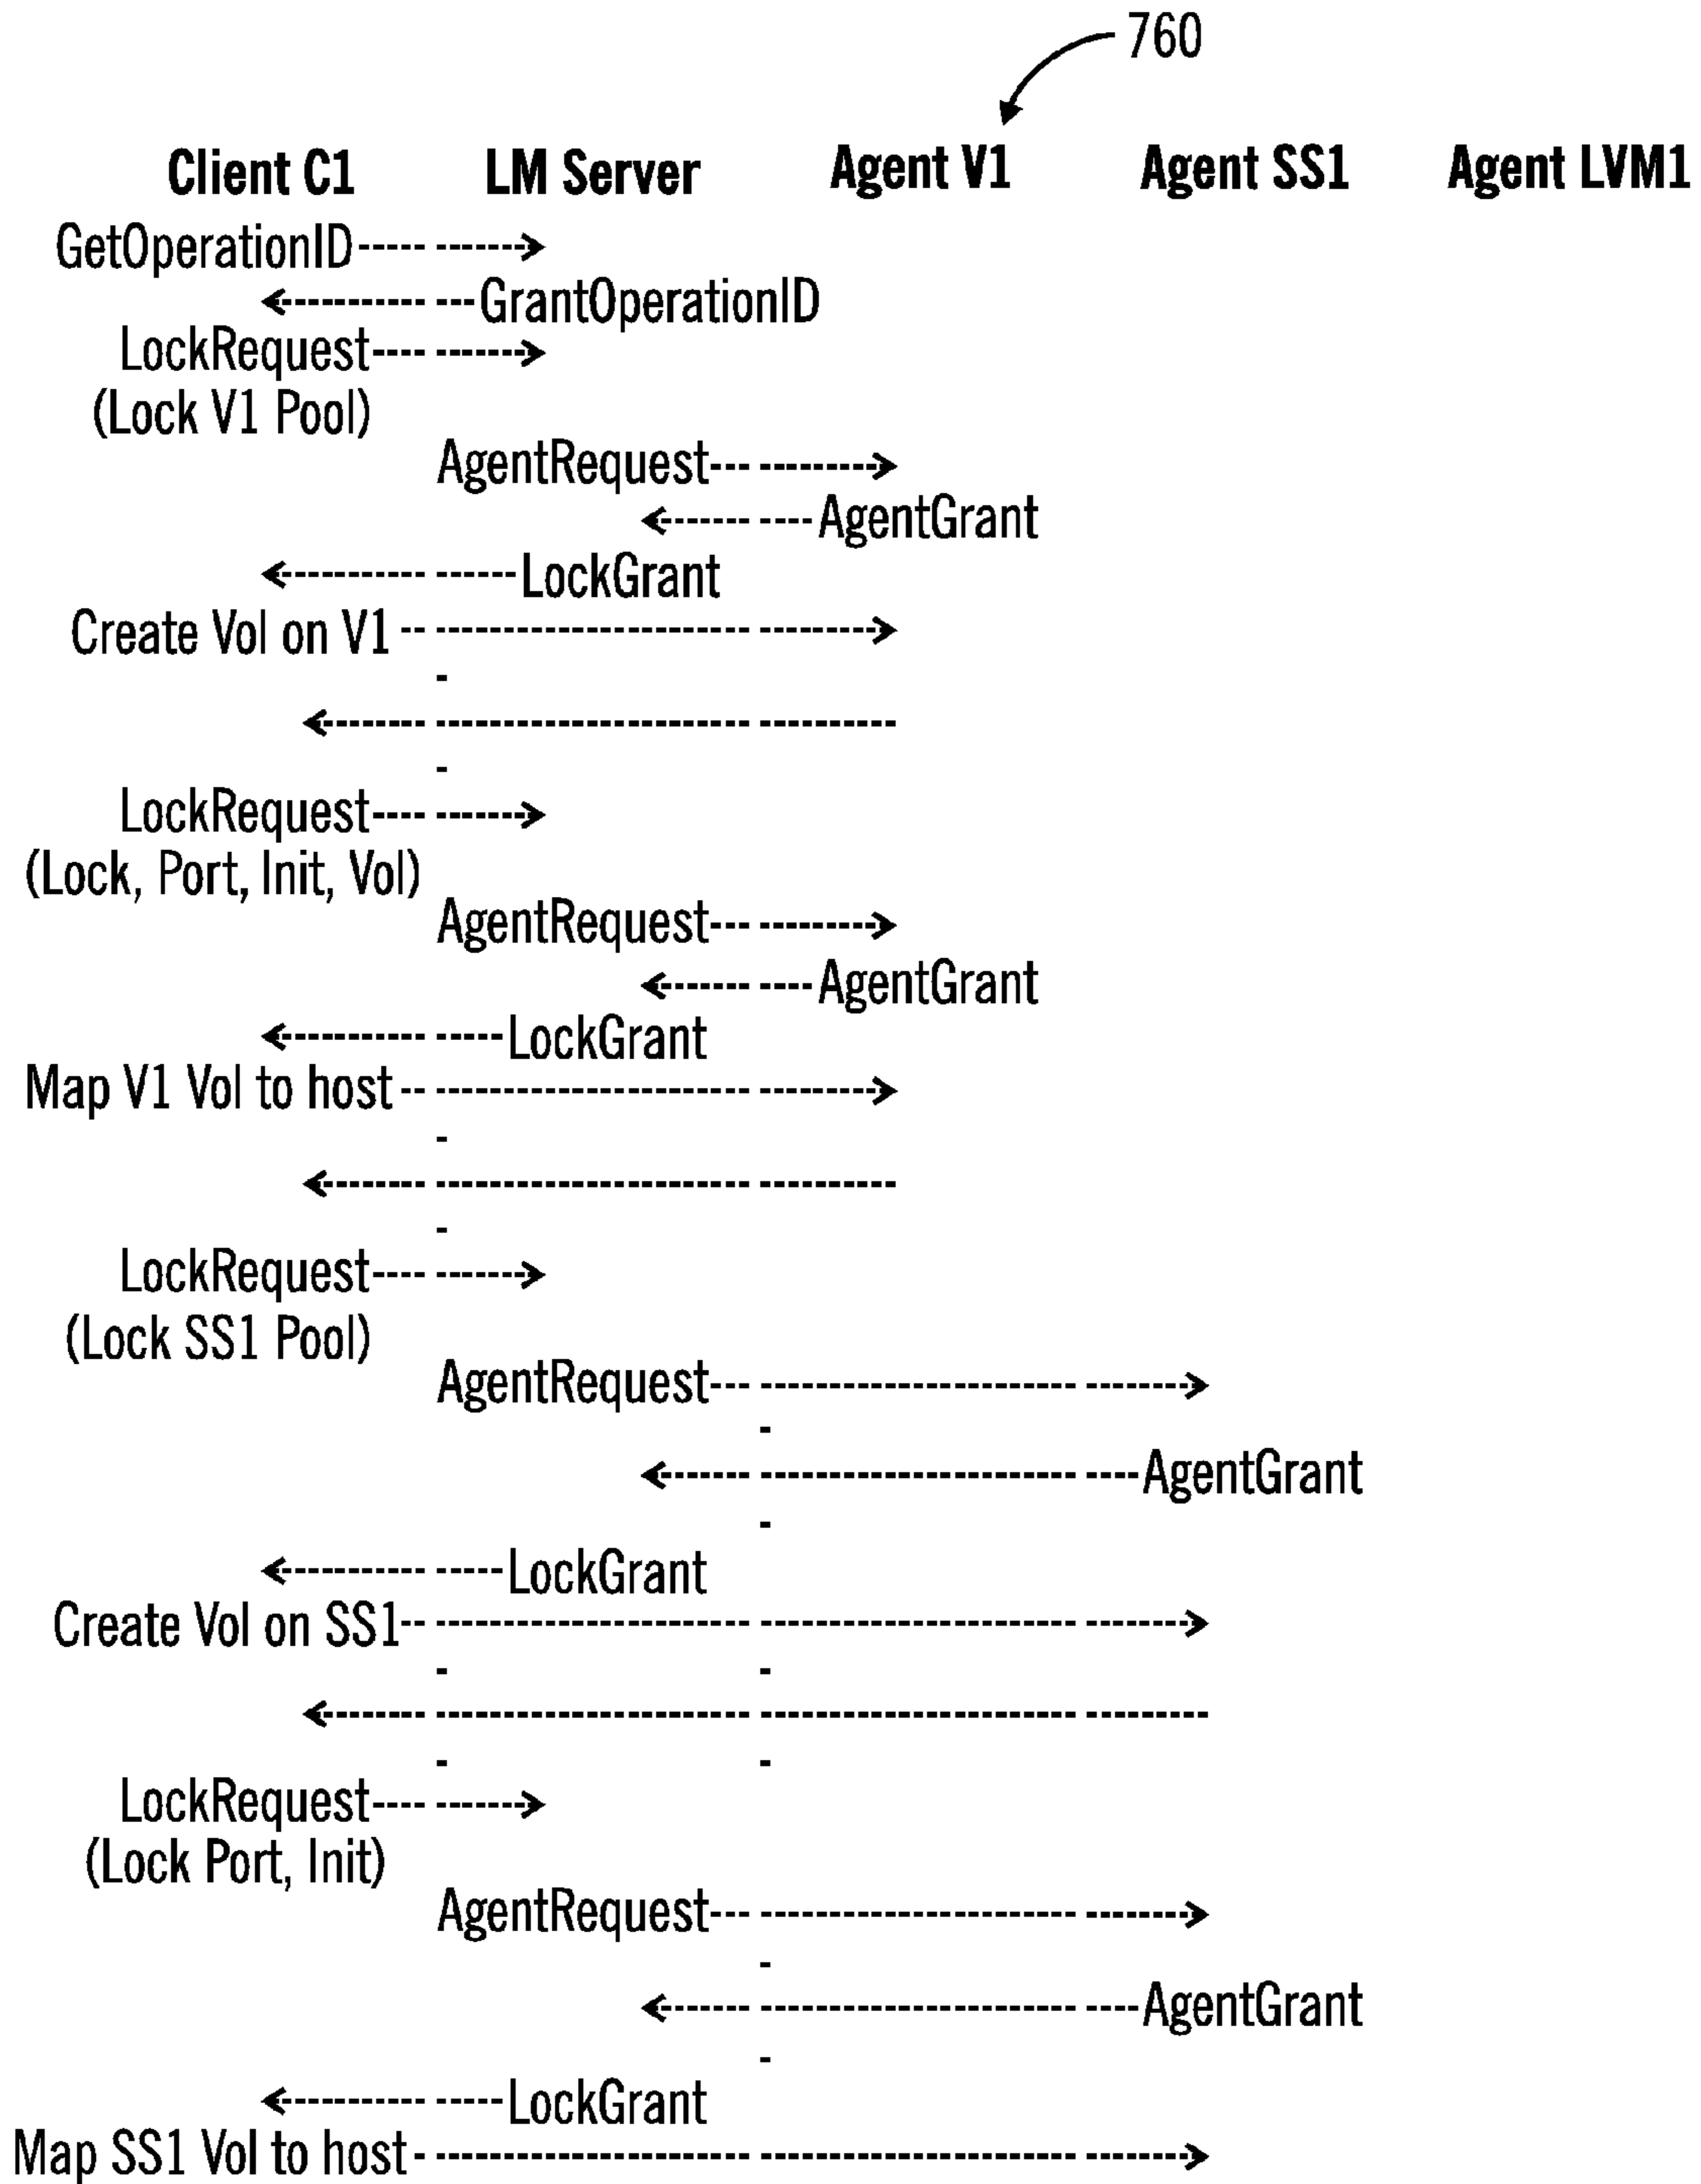 760
Client C1 LM Server Agent V1 Agent SS1 Agent LVM1
GetOperationID
GrantOperationID
LockRequest
(Lock V1 Pool)
AgentRequest
AgentGrant
LockGrant
Create Vol on V1
LockRequest
(Lock, Port, Init, Vol)
AgentRequest
AgentGrant
LockGrant
Map V1 Vol to host
LockRequest
(Lock SS1 Pool)
AgentRequest
AgentGrant
LockGrant
Create Vol on SS1
LockRequest
(Lock Port, Init)
AgentRequest
AgentGrant
LockGrant
Map SS1 Vol to host